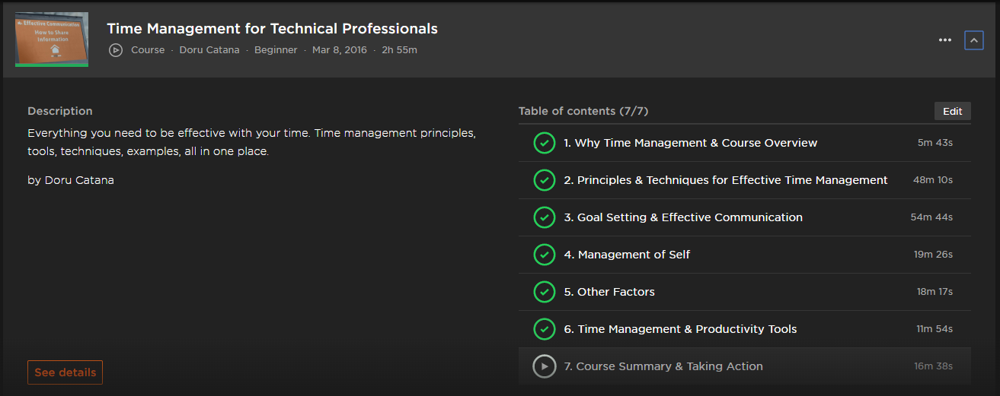 Effective Communication
How to Share
Information
Time Management for Technical Professionals
Course · Doru Catana · Beginner · Mar 8, 2016 · 2h 55m
Description
Everything you need to be effective with your time. Time management principles,
tools, techniques, examples, all in one place.
by Doru Catana
See details
Table of contents (7/7)
Edit
1. Why Time Management & Course Overview 5m 43s
2. Principles & Techniques for Effective Time Management 48m 10s
3. Goal Setting & Effective Communication 54m 44s
4. Management of Self 19m 26s
5. Other Factors 18m 17s
6. Time Management & Productivity Tools 11m 54s
7. Course Summary & Taking Action 16m 38s